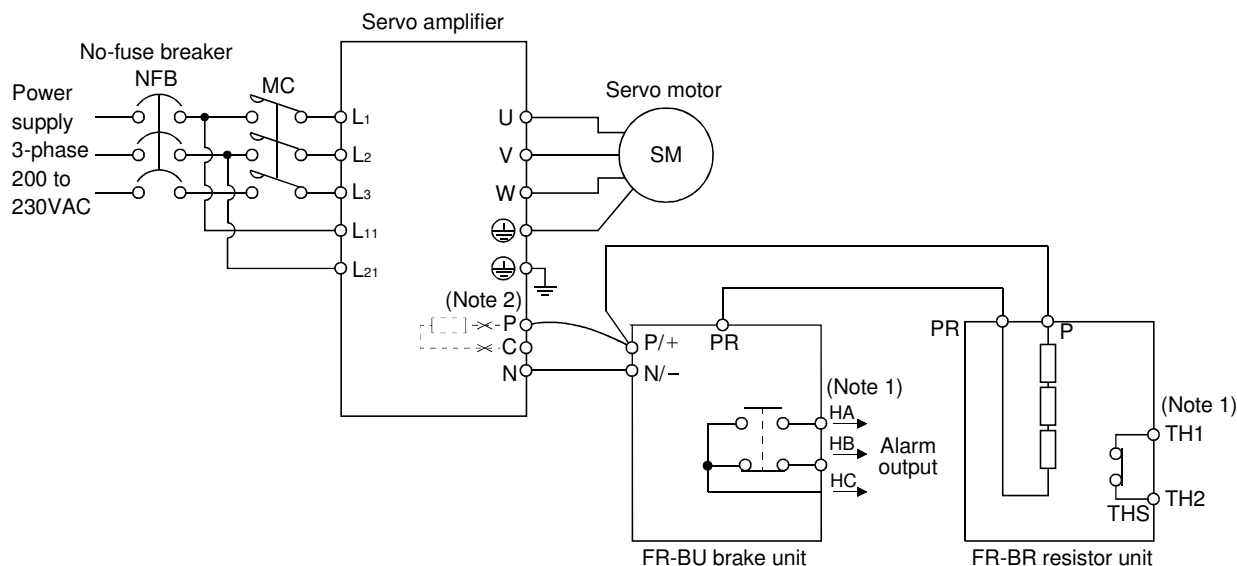 Servo amplifier
No-fuse breaker
NFB
MC
Power
supply
3-phase
200 to
230VAC
L1
L2
L3
L11
L21
U
V
W
Servo motor
SM
(Note 2)
P
C
N
P/+
PR
N/−
(Note 1)
HA
HB
HC
Alarm
output
FR-BU brake unit
PR
P
(Note 1)
TH1
TH2
THS
FR-BR resistor unit